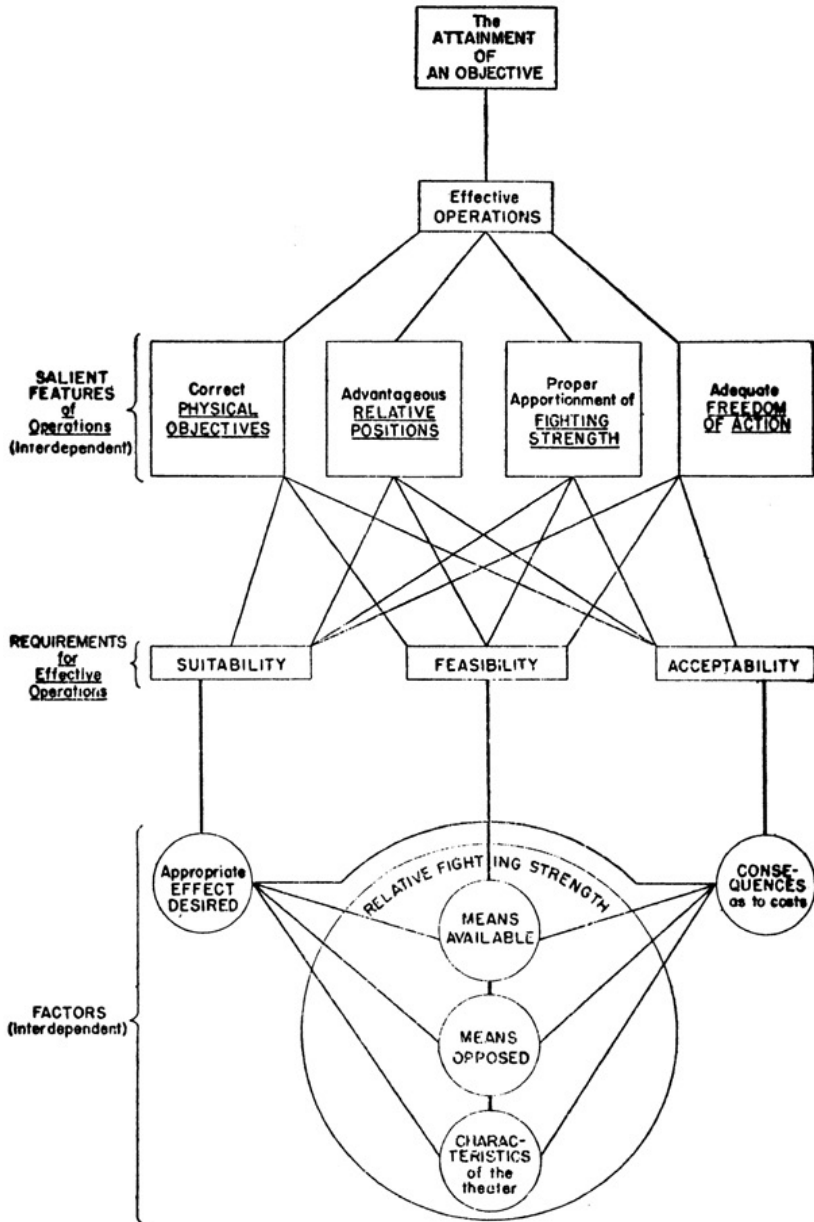 The
ATTAINMENT
OF
AN OBJECTIVE
Effective
OPERATIONS
SALIENT
FEATURES
of
Operations
(Interdependent)
Correct
PHYSICAL
OBJECTIVES
Advantageous
RELATIVE
POSITIONS
Proper
Apportionment of
FIGHTING
STRENGTH
Adequate
FREEDOM
OF ACTION
REQUIREMENTS
for
Effective
Operations
SUITABILITY
FEASIBILITY
ACCEPTABILITY
FACTORS
(Interdependent)
Appropriate
EFFECT
DESIRED
RELATIVE FIGHTING STRENGTH
MEANS
AVAILABLE
MEANS
OPPOSED
CHARAC-
TERISTICS
of the
theater
CONSE-
QUENCES
as to costs